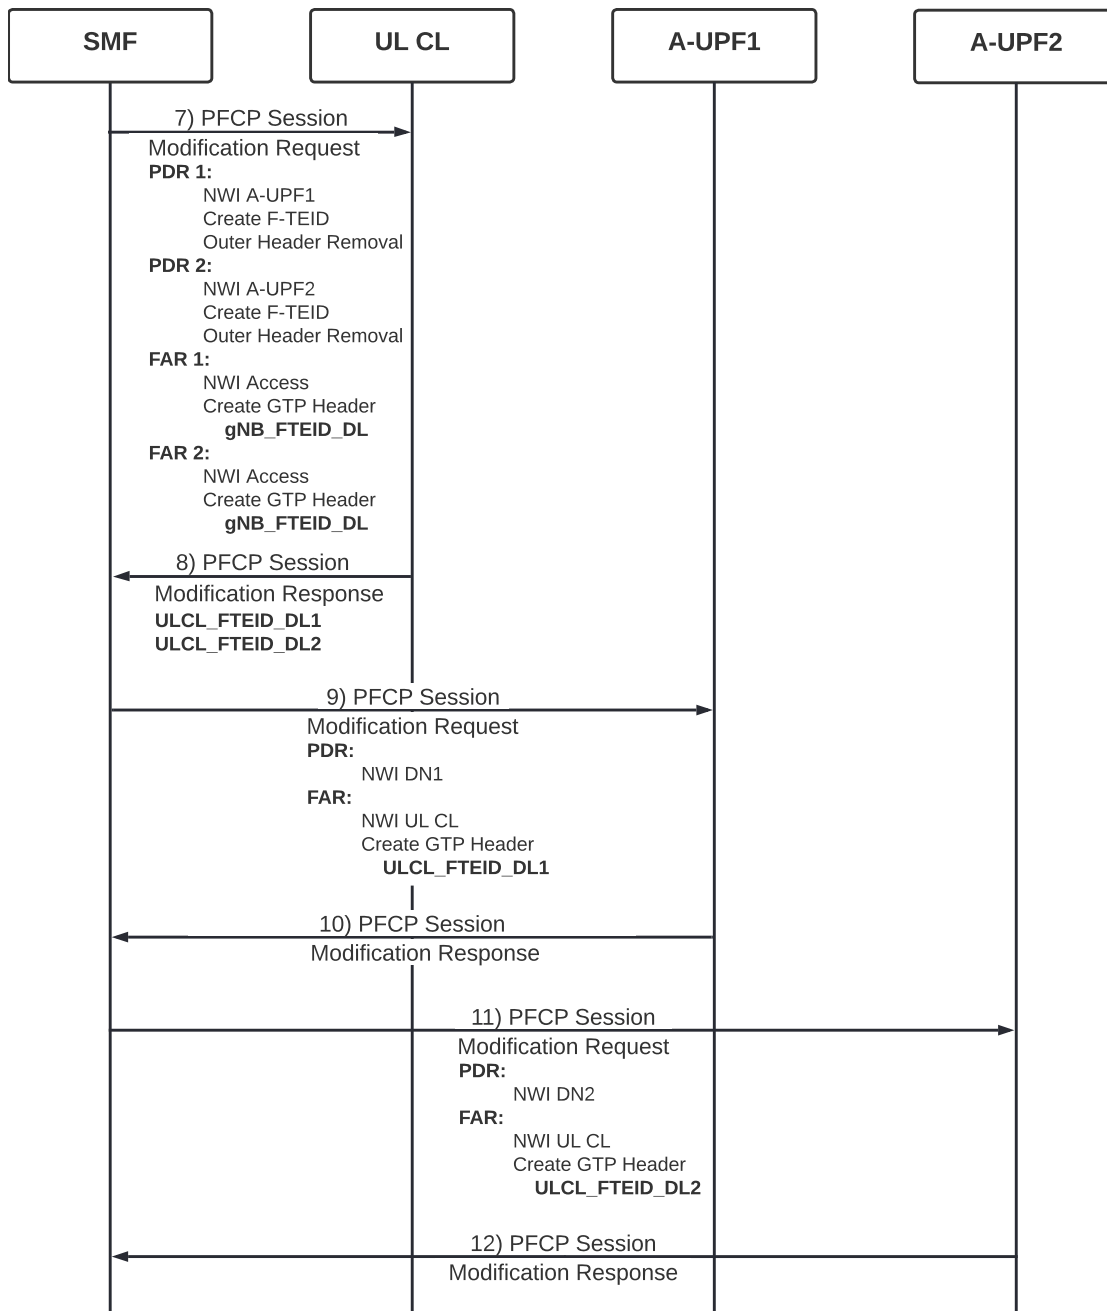 SMF
UL CL
A-UPF1
A-UPF2
7) PFCP Session
Modification Request
PDR 1:
NWI A-UPF1
Create F-TEID
Outer Header Removal
PDR 2:
NWI A-UPF2
Create F-TEID
Outer Header Removal
FAR 1:
NWI Access
Create GTP Header
gNB_FTEID_DL
FAR 2:
NWI Access
Create GTP Header
gNB_FTEID_DL
8) PFCP Session
Modification Response
ULCL_FTEID_DL1
ULCL_FTEID_DL2
9) PFCP Session
Modification Request
PDR:
NWI DN1
FAR:
NWI UL CL
Create GTP Header
ULCL_FTEID_DL1
10) PFCP Session
Modification Response
11) PFCP Session
Modification Request
PDR:
NWI DN2
FAR:
NWI UL CL
Create GTP Header
ULCL_FTEID_DL2
12) PFCP Session
Modification Response